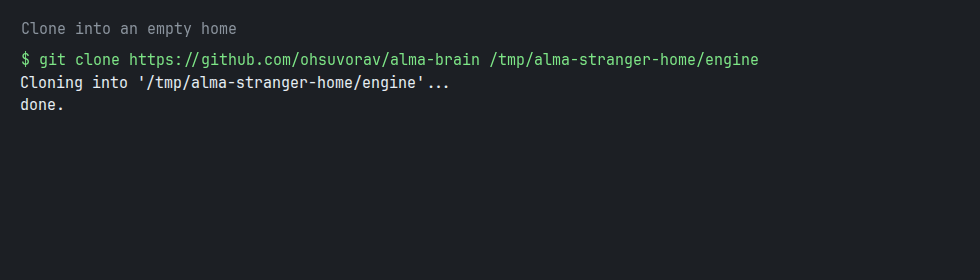 Clone into an empty home
$ git clone https://github.com/ohsuvorav/alma-brain /tmp/alma-stranger-home/engine
Cloning into '/tmp/alma-stranger-home/engine'...
done.